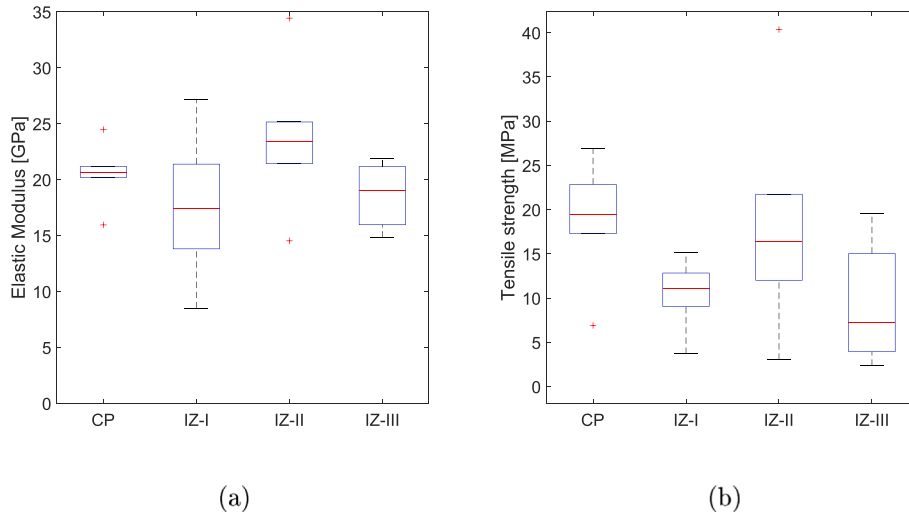 35
30
25
20
15
10
5
0
Elastic Modulus [GPa]
CP IZ-I IZ-II IZ-III
(a)
40
35
30
25
20
15
10
5
0
Tensile strength [MPa]
CP IZ-I IZ-II IZ-III
(b)